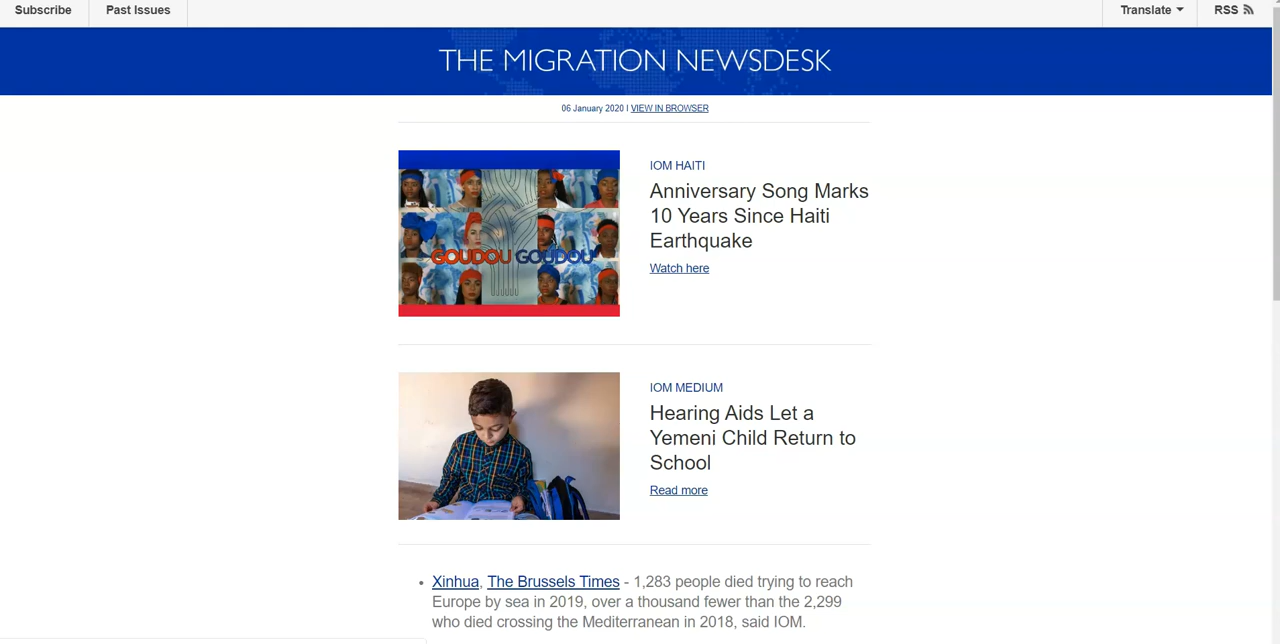 Subscribe
Past Issues
Translate
RSS
THE MIGRATION NEWSDESK
06 January 2020 I VIEW IN BROWSER
GOUDOU GOUDOU
IOM HAITI
Anniversary Song Marks
10 Years Since Haiti
Earthquake
Watch here
IOM MEDIUM
Hearing Aids Let a
Yemeni Child Return to
School
Read more
• Xinhua, The Brussels Times - 1,283 people died trying to reach
Europe by sea in 2019, over a thousand fewer than the 2,299
who died crossing the Mediterranean in 2018, said IOM.